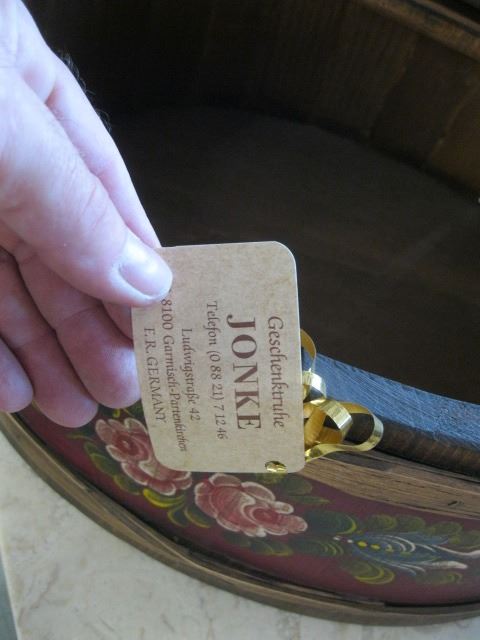 Geschenktruhe
JONKE
Telefon (0 88 21) 7 12 46
Ludwigstraße 42
8100 Garmisch-Partenkirchen
F.R.GERMANY